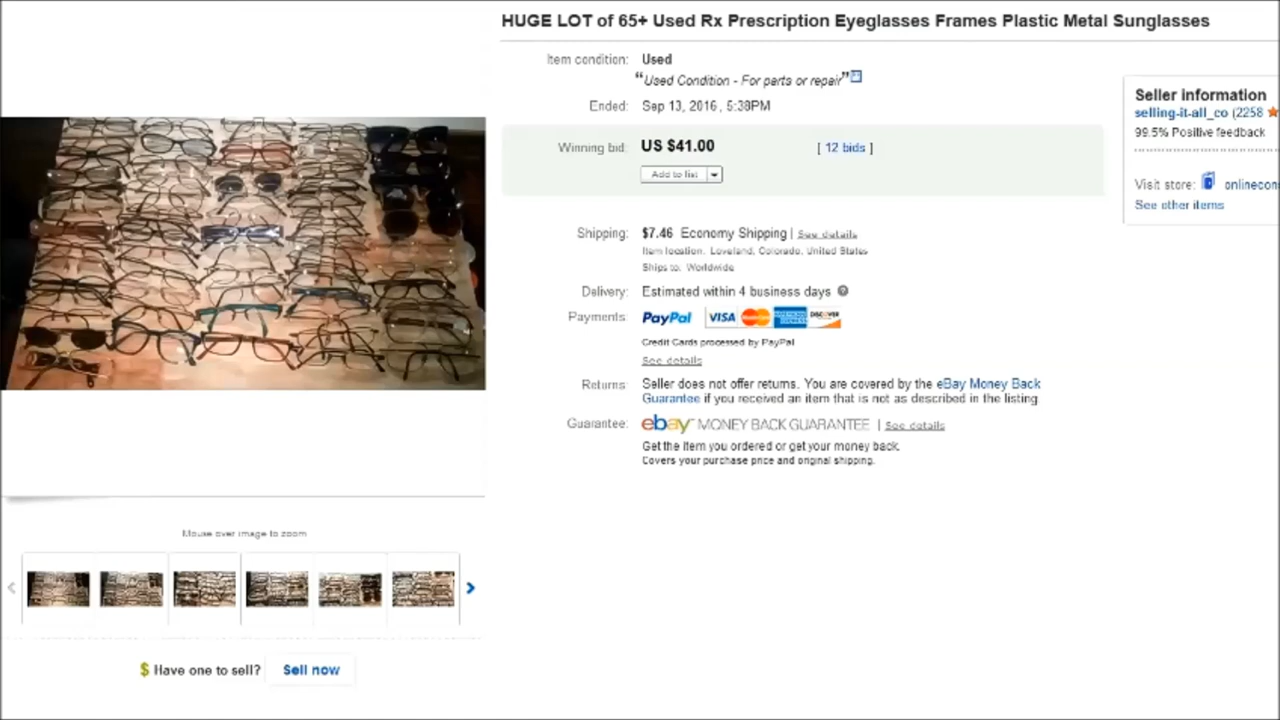 HUGE LOT of 65+ Used Rx Prescription Eyeglasses Frames Plastic Metal Sunglasses
Item condition: Used
“Used Condition - For parts or repair”
Ended: Sep 13, 2016 , 5:38PM
Winning bid: US $41.00 [ 12 bids ]
Add to list
Shipping: $7.46 Economy Shipping | See details
Item location: Loveland, Colorado, United States
Ships to: Worldwide
Delivery: Estimated within 4 business days
Payments: PayPal VISA MasterCard AMERICAN EXPRESS DISCOVER
Credit Cards processed by PayPal
See details
Returns: Seller does not offer returns. You are covered by the eBay Money Back
Guarantee if you received an item that is not as described in the listing
Guarantee: ebay MONEY BACK GUARANTEE | See details
Get the item you ordered or get your money back.
Covers your purchase price and original shipping.
Seller information
selling-it-all_co (2258
99.5% Positive feedback
Visit store: onlinecon
See other items
Mouse over image to zoom
$ Have one to sell? Sell now